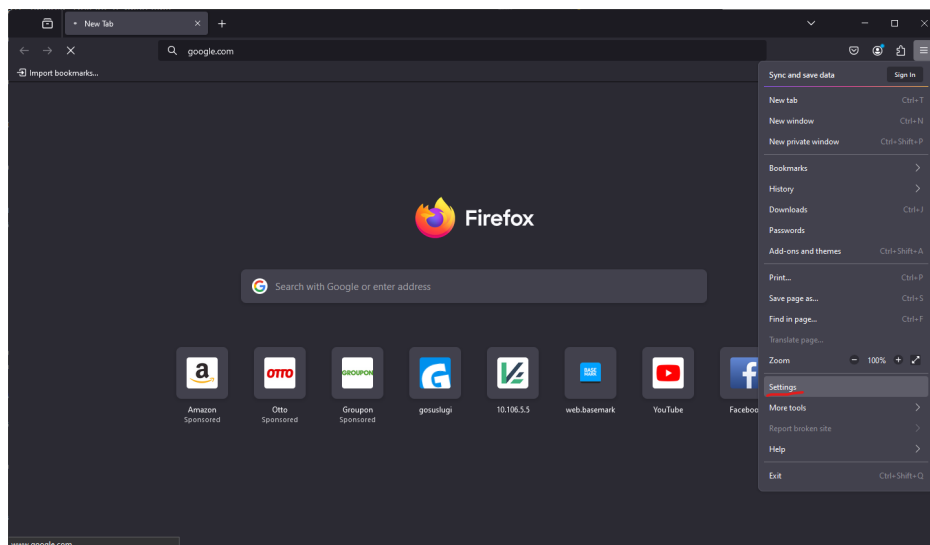 New Tab
google.com
Import bookmarks...
Sync and save data Sign In
New tab Ctrl+T
New window Ctrl+N
New private window Ctrl+Shift+P
Bookmarks
History
Downloads Ctrl+J
Passwords
Add-ons and themes Ctrl+Shift+A
Print... Ctrl+P
Save page as... Ctrl+S
Find in page... Ctrl+F
Translate page...
Zoom 100%
Settings
More tools
Report broken site
Help
Exit Ctrl+Shift+Q
Firefox
Search with Google or enter address
a
OTTO
GROUPON
BASE
MARK
Amazon
Sponsored
Otto
Sponsored
Groupon
Sponsored
gosuslugi
10.106.5.5
web.basemark
YouTube
Faceboo
www.google.com